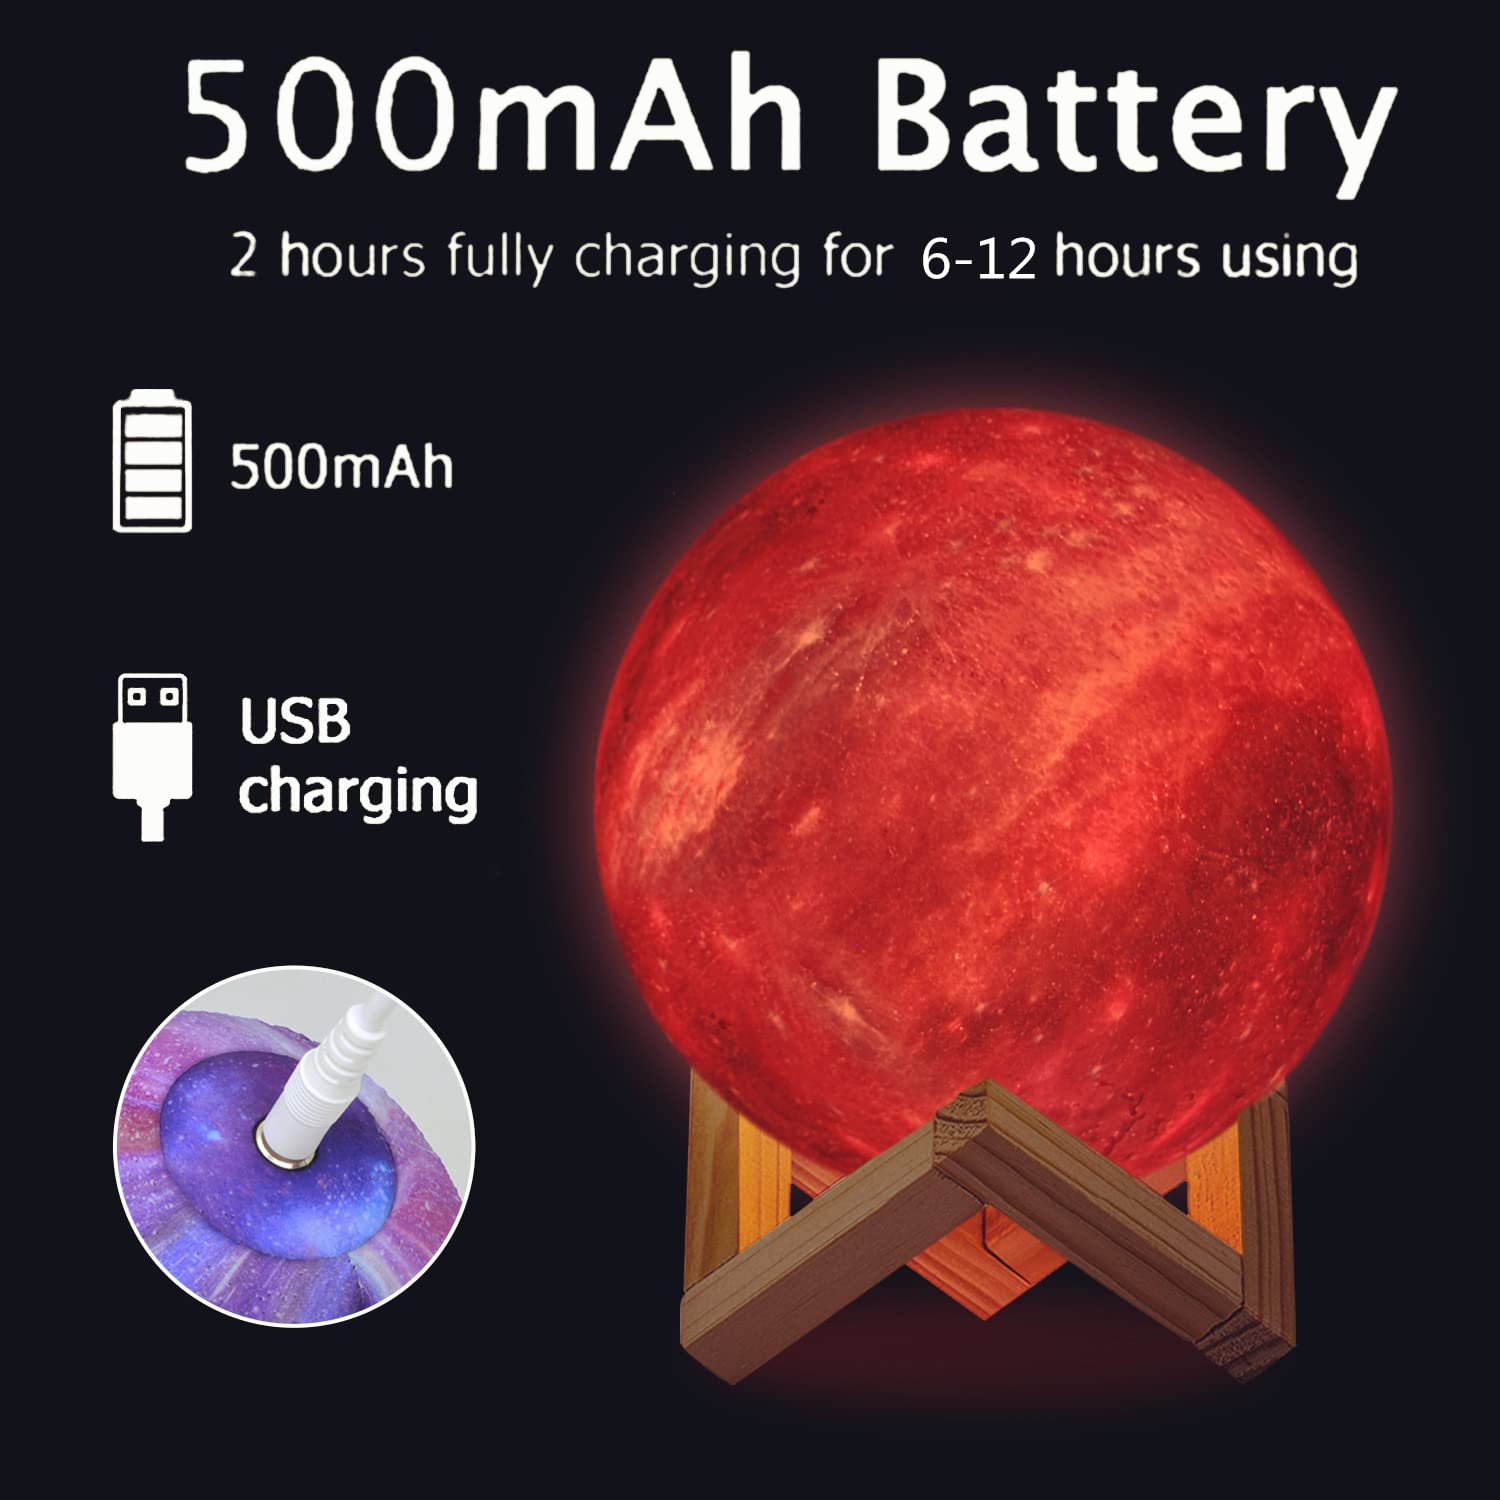 500mAh Battery
2 hours fully charging for 6-12 hours using
500mAh
USB
charging